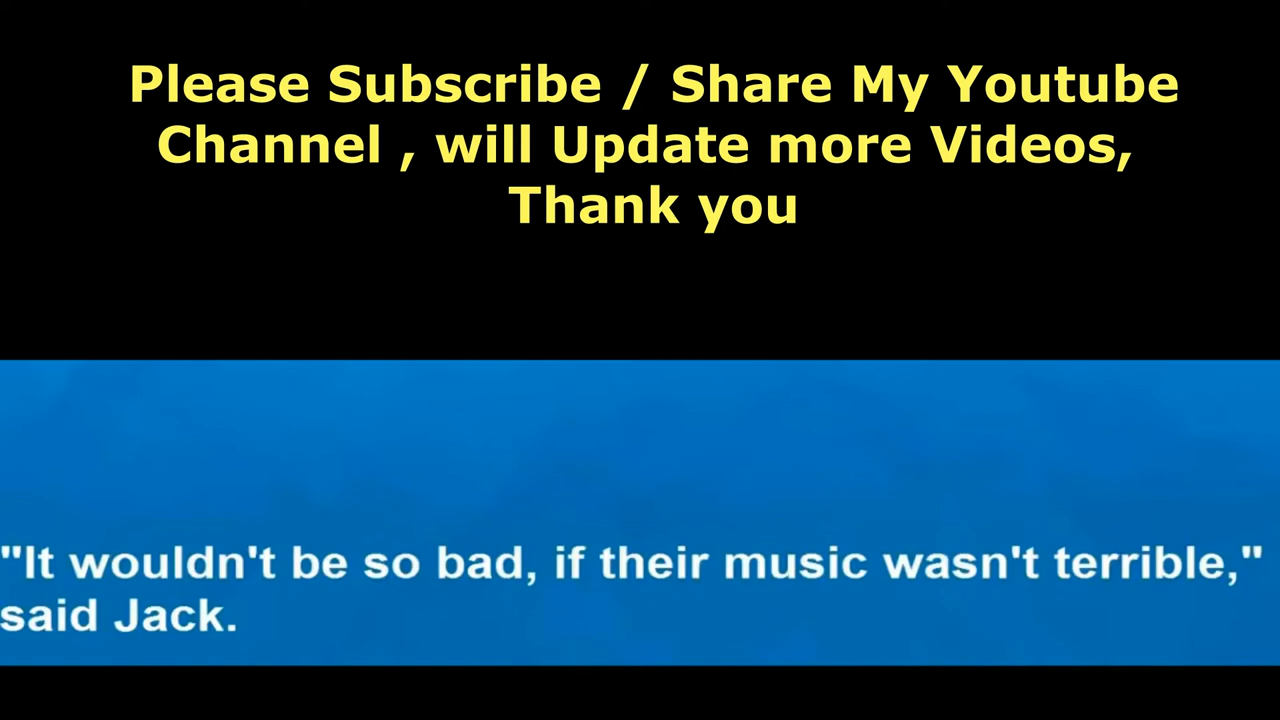 Please Subscribe / Share My Youtube
Channel , will Update more Videos,
Thank you
"It wouldn't be so bad, if their music wasn't terrible,"
said Jack.